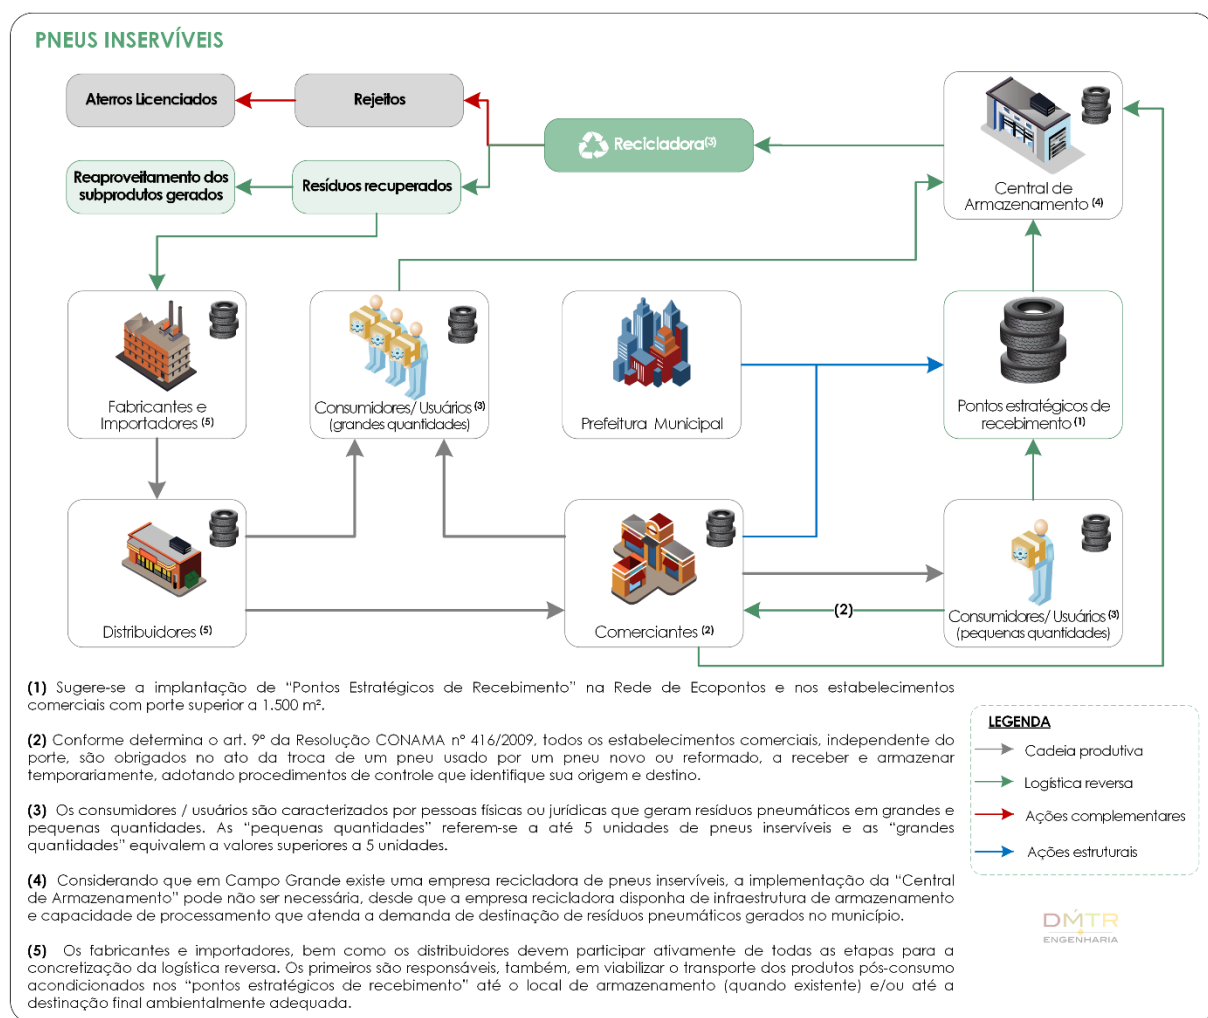 PNEUS INSERVÍVEIS
Aterros Licenciados
Rejeitos
Recicladora(3)
Reaproveitamento dos
subprodutos gerados
Resíduos recuperados
Central de
Armazenamento (4)
Fabricantes e
Importadores (5)
Consumidores/ Usuários (3)
(grandes quantidades)
Prefeitura Municipal
Pontos estratégicos de
recebimento (1)
Distribuidores (5)
Comerciantes (2)
(2)
Consumidores/ Usuários (3)
(pequenas quantidades)
(1) Sugere-se a implantação de “Pontos Estratégicos de Recebimento” na Rede de Ecopontos e nos estabelecimentos
comerciais com porte superior a 1.500 m².
(2) Conforme determina o art. 9° da Resolução CONAMA n° 416/2009, todos os estabelecimentos comerciais, independente do
porte, são obrigados no ato da troca de um pneu usado por um pneu novo ou reformado, a receber e armazenar
temporariamente, adotando procedimentos de controle que identifique sua origem e destino.
(3) Os consumidores / usuários são caracterizados por pessoas físicas ou jurídicas que geram resíduos pneumáticos em grandes e
pequenas quantidades. As “pequenas quantidades” referem-se a até 5 unidades de pneus inservíveis e as “grandes
quantidades” equivalem a valores superiores a 5 unidades.
(4) Considerando que em Campo Grande existe uma empresa recicladora de pneus inservíveis, a implementação da “Central
de Armazenamento” pode não ser necessária, desde que a empresa recicladora disponha de infraestrutura de armazenamento
e capacidade de processamento que atenda a demanda de destinação de resíduos pneumáticos gerados no município.
(5) Os fabricantes e importadores, bem como os distribuidores devem participar ativamente de todas as etapas para a
concretização da logística reversa. Os primeiros são responsáveis, também, em viabilizar o transporte dos produtos pós-consumo
acondicionados nos “pontos estratégicos de recebimento” até o local de armazenamento (quando existente) e/ou até a
destinação final ambientalmente adequada.
LEGENDA
Cadeia produtiva
Logística reversa
Ações complementares
Ações estruturais
DMTR
ENGENHARIA